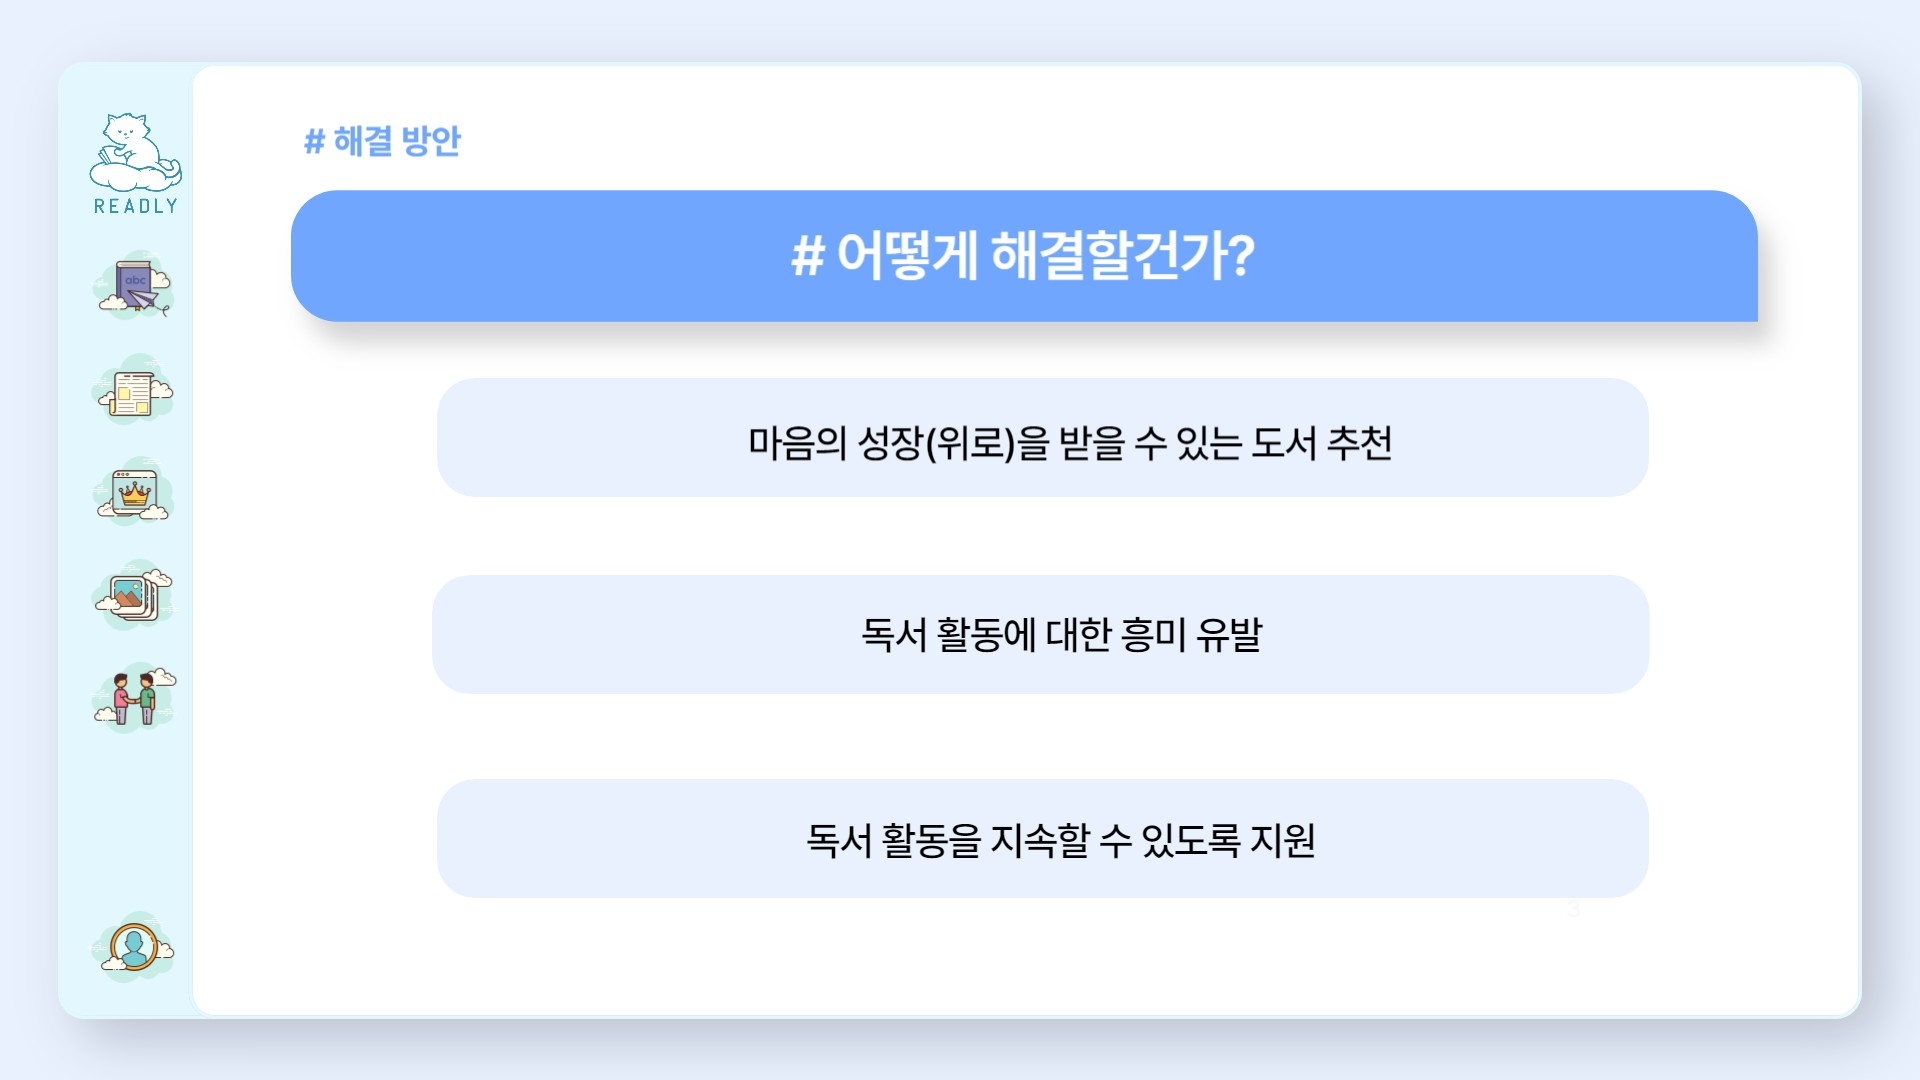 # 해결 방안
READLY
# 어떻게 해결할건가?
abc
마음의 성장(위로)을 받을 수 있는 도서 추천
독서 활동에 대한 흥미 유발
독서 활동을 지속할 수 있도록 지원
3